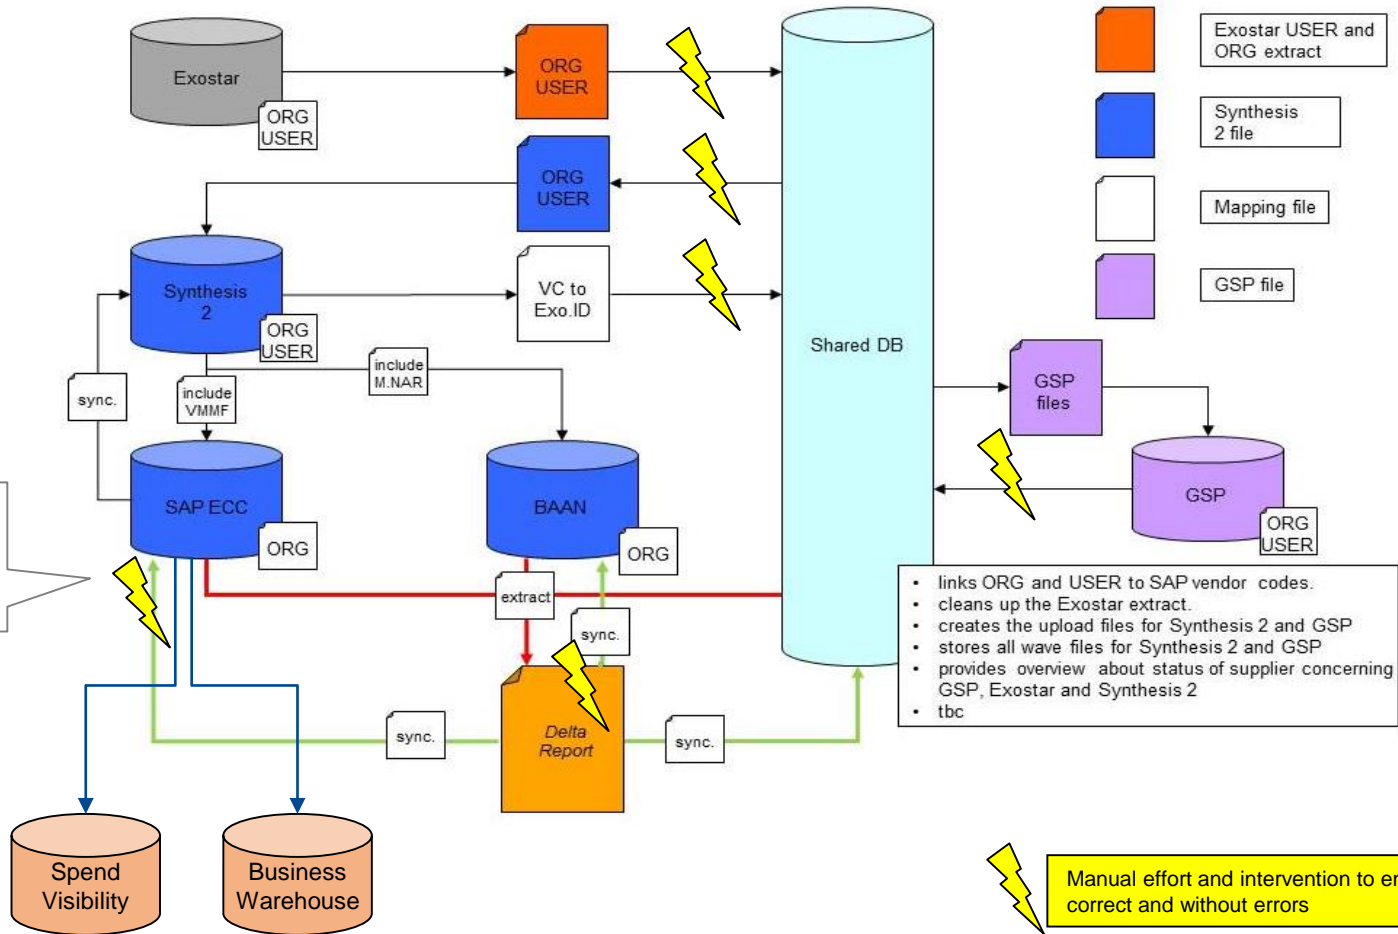 Exostar
ORG
USER
ORG
USER
Exostar USER and
ORG extract
ORG
USER
Synthesis
2 file
Synthesis
2
ORG
USER
VC to
Exo.ID
Mapping file
GSP file
Shared DB
sync.
include
VMMF
include
M.NAR
GSP
files
SAP ECC
ORG
BAAN
ORG
GSP
ORG
USER
extract
sync.
• links ORG and USER to SAP vendor codes.
• cleans up the Exostar extract.
• creates the upload files for Synthesis 2 and GSP
• stores all wave files for Synthesis 2 and GSP
• provides overview about status of supplier concerning
GSP, Exostar and Synthesis 2
• tbc
sync.
Delta
Report
sync.
Spend
Visibility
Business
Warehouse
Manual effort and intervention to
correct and without errors